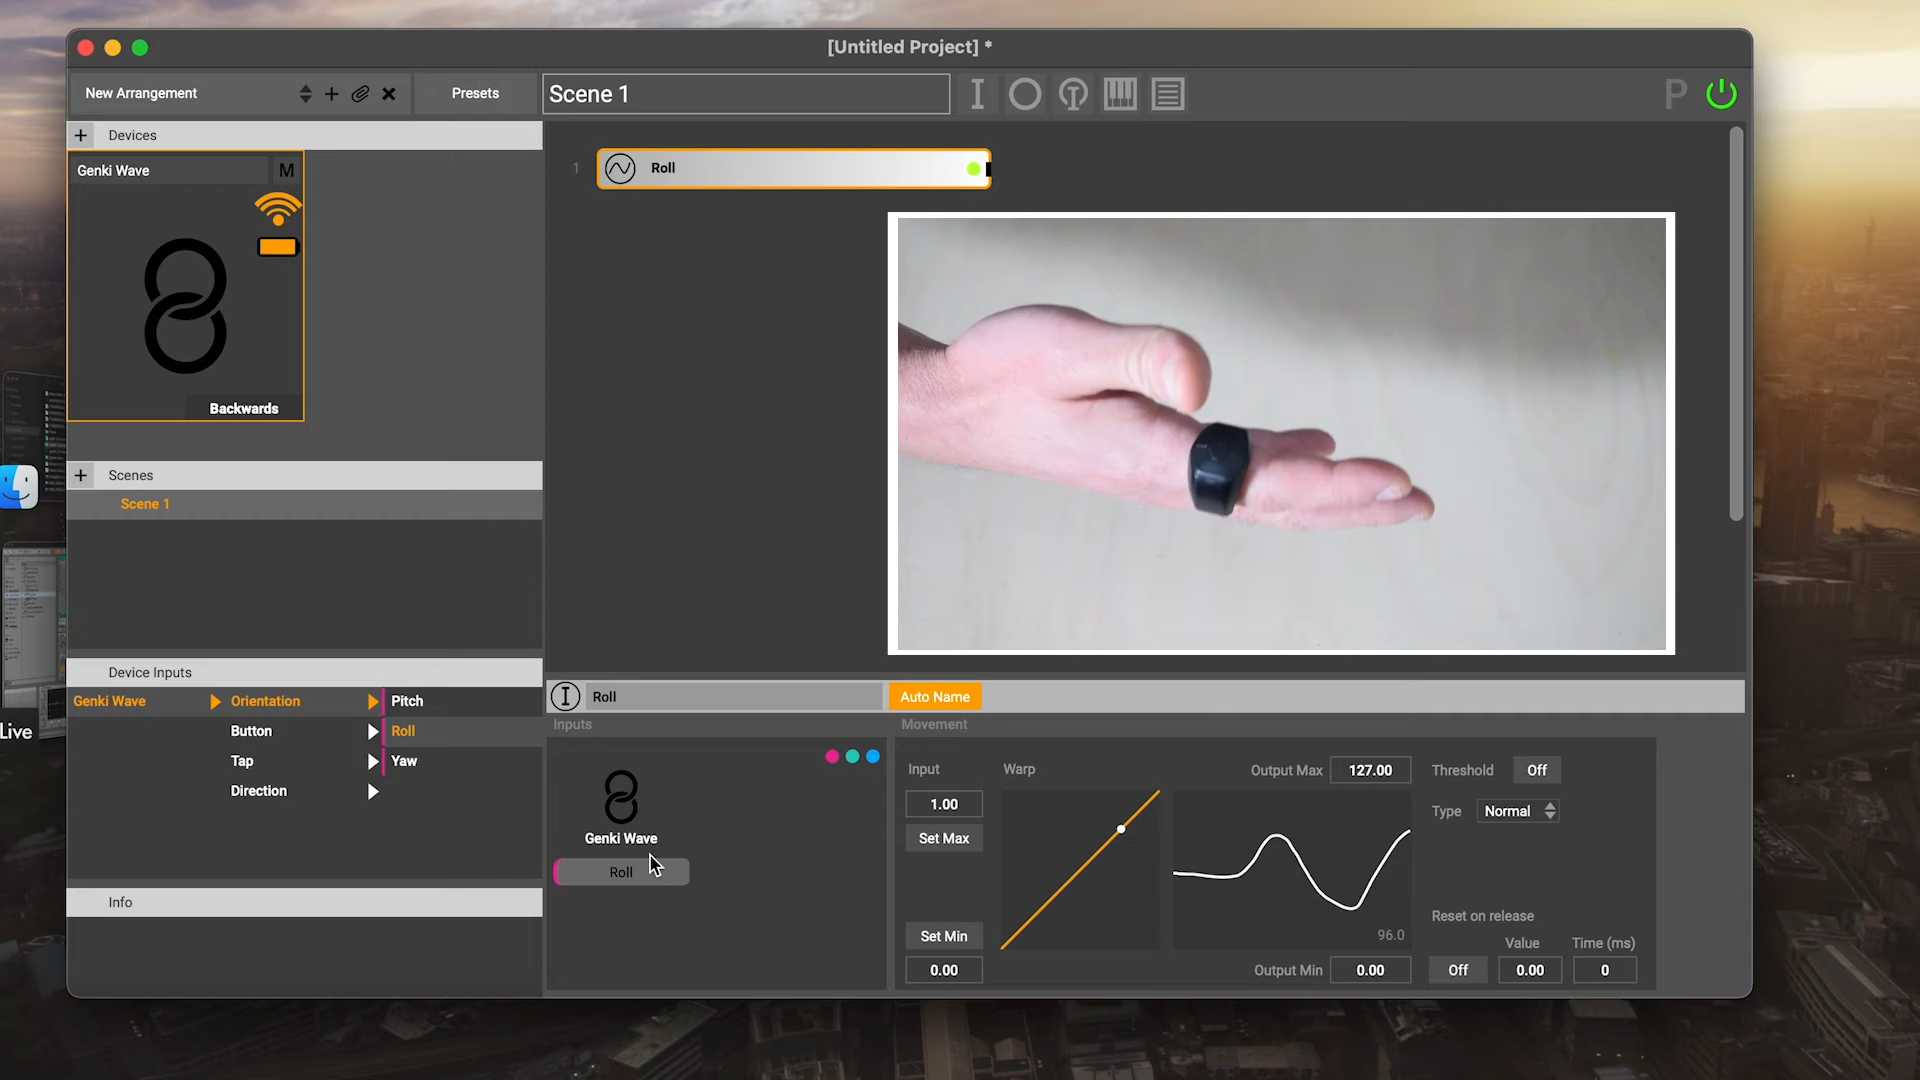 [Untitled Project] *
New Arrangement
Presets
Scene 1
P
Devices
Genki Wave
M
Backwards
1
Roll
Scenes
Scene 1
Device Inputs
Genki Wave
Orientation
Pitch
Button
Roll
Tap
Yaw
Direction
Info
Live
Roll
Auto Name
Inputs
Movement
Genki Wave
Roll
Input
Warp
1.00
Set Max
Set Min
0.00
Output Max
127.00
96.0
Output Min
0.00
Threshold
Off
Type
Normal
Reset on release
Value
Time (ms)
Off
0.00
0